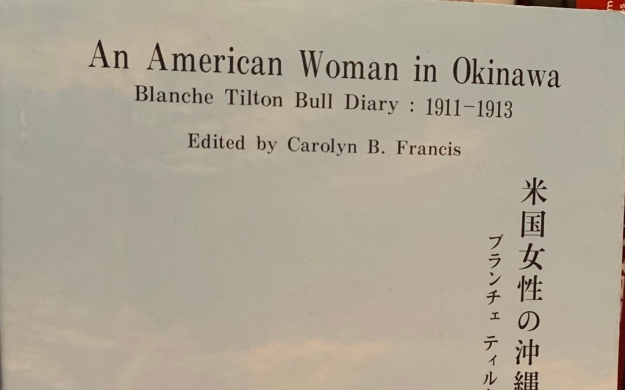 An American Woman in Okinawa
Blanche Tilton Bull Diary : 1911-1913
Edited by Carolyn B. Francis
米国女性の沖縄
ブランチェ ティル